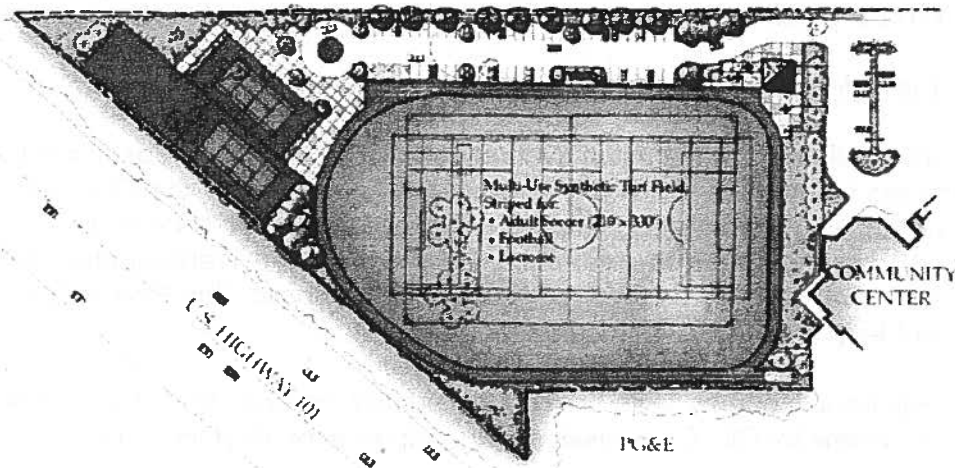 Multi-Use Synthetic Turf Field
Striped for:
• Adult Soccer (210' x 330')
• Football
• Lacrosse
COMMUNITY
CENTER
U.S. HIGHWAY 101
PG&E